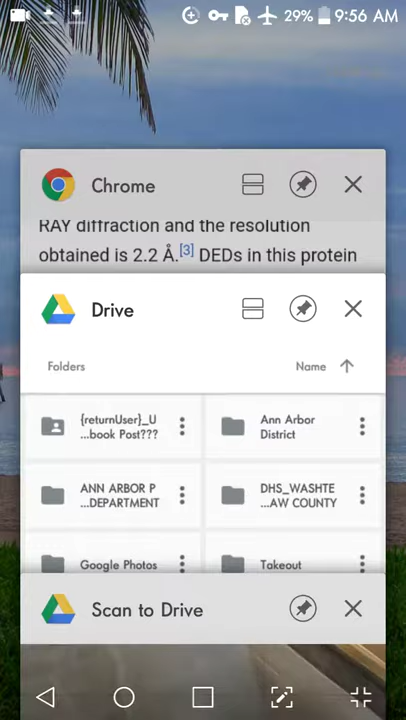 29% 9:56 AM
Chrome
RAY diffraction and the resolution
obtained is 2.2 Å.[3] DEDs in this protein
Drive
Folders Name
{returnUser}_U
...book Post???
Ann Arbor
District
ANN ARBOR P
...DEPARTMENT
DHS_WASHTE
...AW COUNTY
Google Photos
Takeout
Scan to Drive